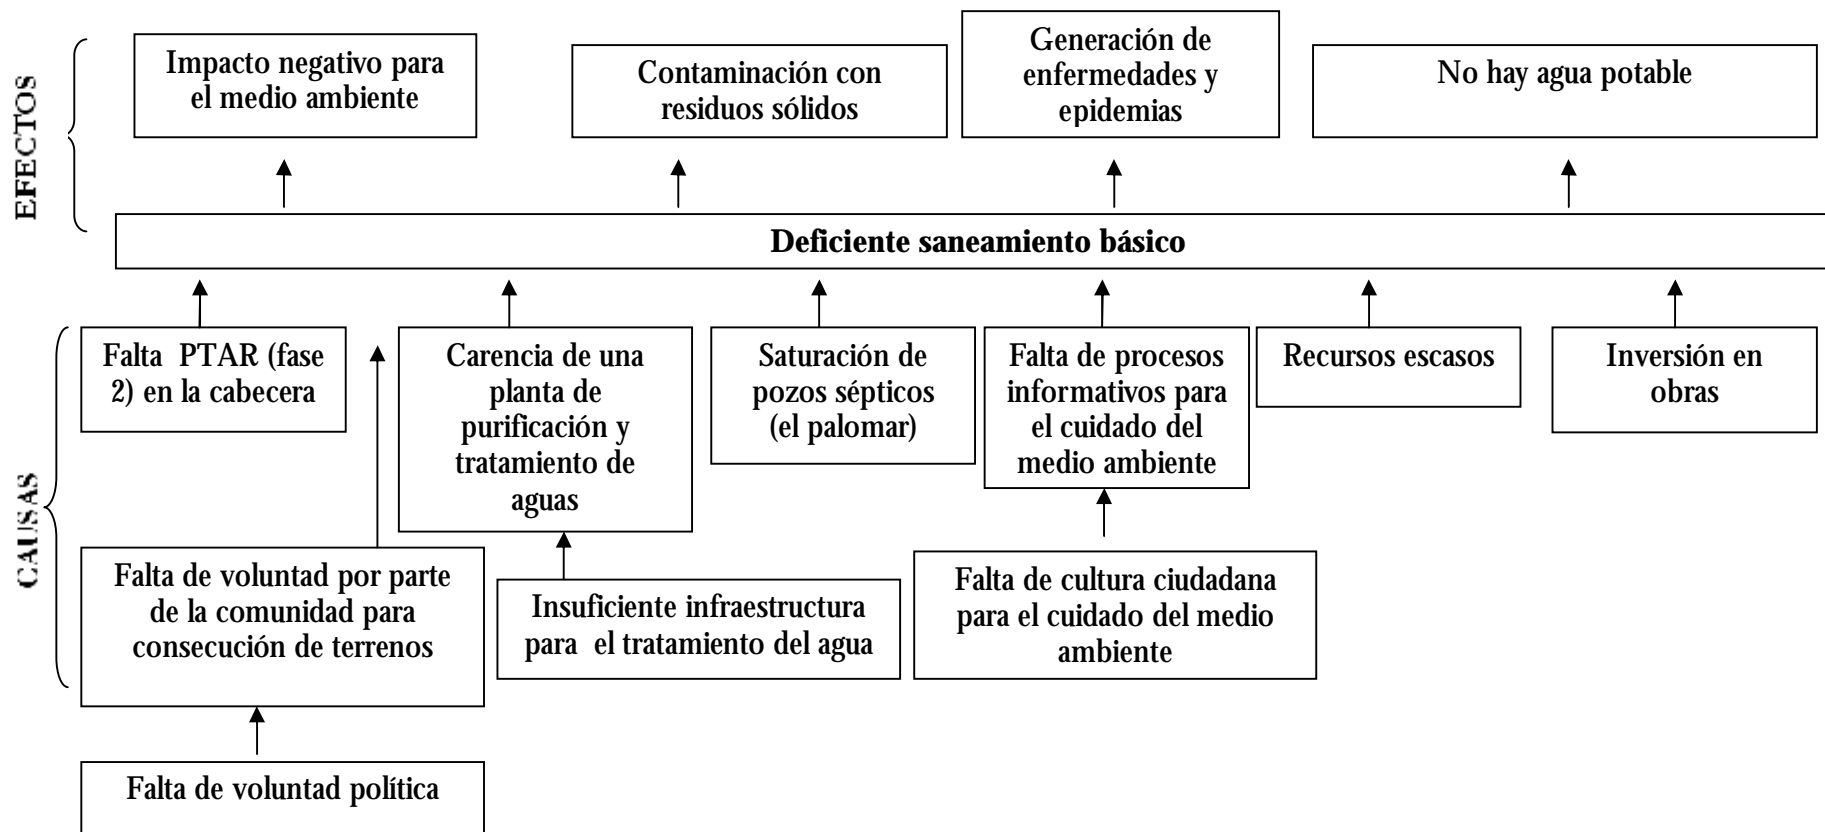 EFECTOS
Impacto negativo para
el medio ambiente
Contaminación con
residuos sólidos
Generación de
enfermedades y
epidemias
No hay agua potable
Deficiente saneamiento básico
CAUSAS
Falta PTAR (fase
2) en la cabecera
Carencia de una
planta de
purificación y
tratamiento de
aguas
Saturación de
pozos sépticos
(el palomar)
Falta de procesos
informativos para
el cuidado del
medio ambiente
Recursos escasos
Inversión en
obras
Falta de voluntad por parte
de la comunidad para
consecución de terrenos
Insuficiente infraestructura
para el tratamiento del agua
Falta de cultura ciudadana
para el cuidado del medio
ambiente
Falta de voluntad política